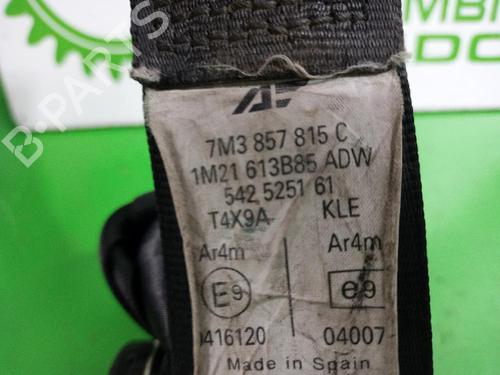 7M3 857 815 C
1M21 613B85 ADW
542 5251 61
T4X9A KLE
Ar4m Ar4m
E9 e9
0416120 04007
Made in Spain